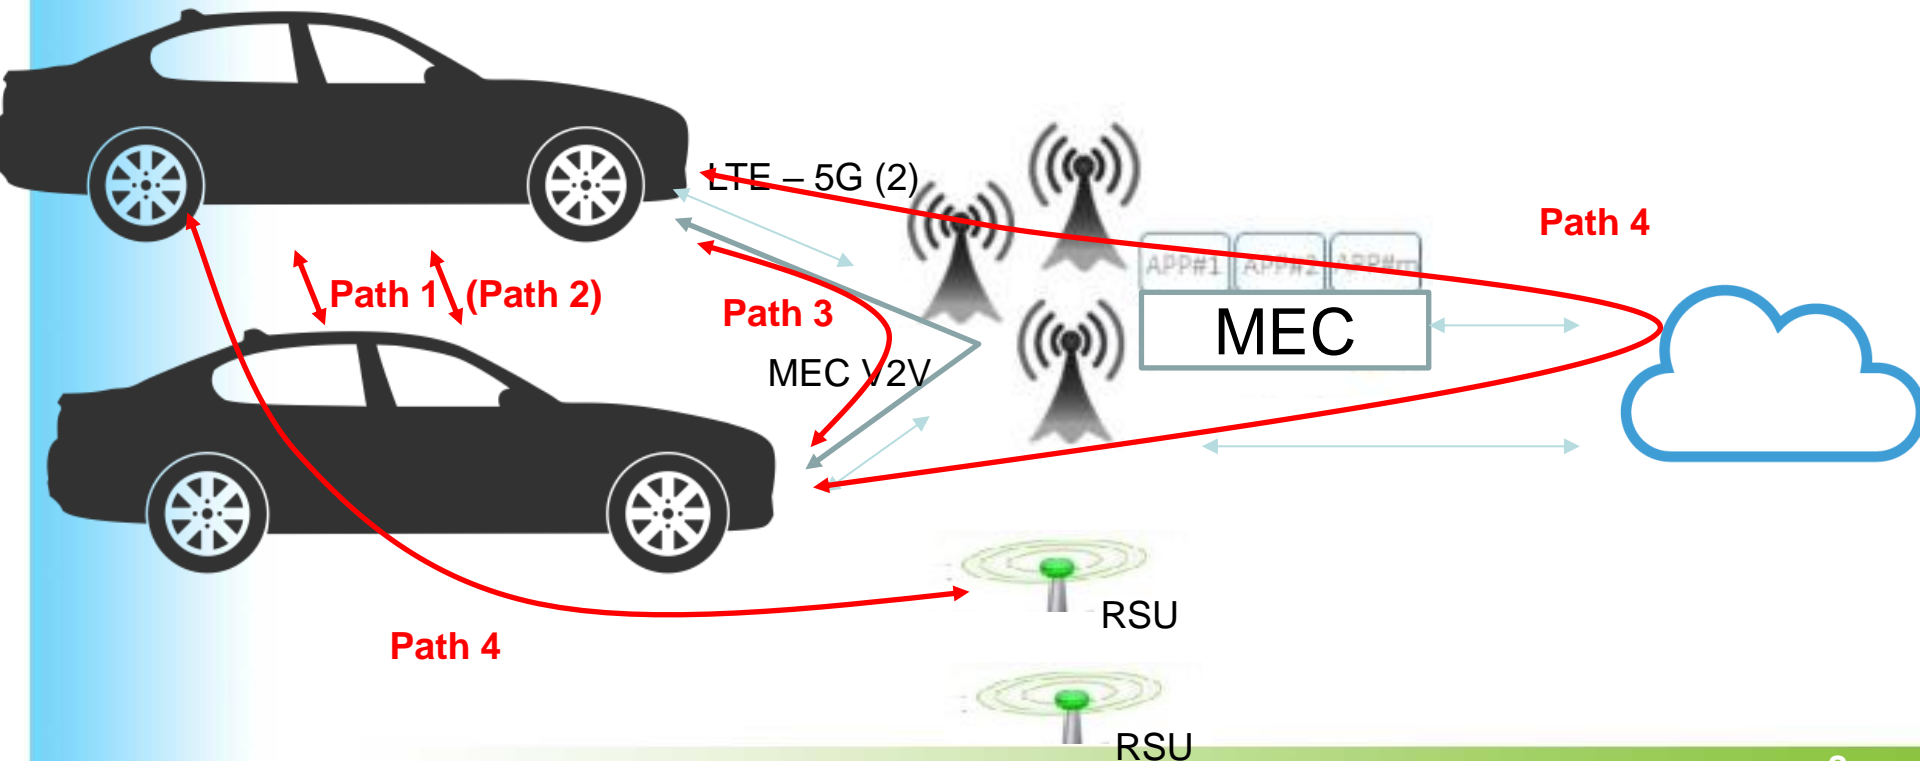 LTE – 5G (2)
Path 4
APP#1 APP#2 APP#m
Path 1 (Path 2)
Path 3
MEC
MEC V2V
RSU
Path 4
RSU